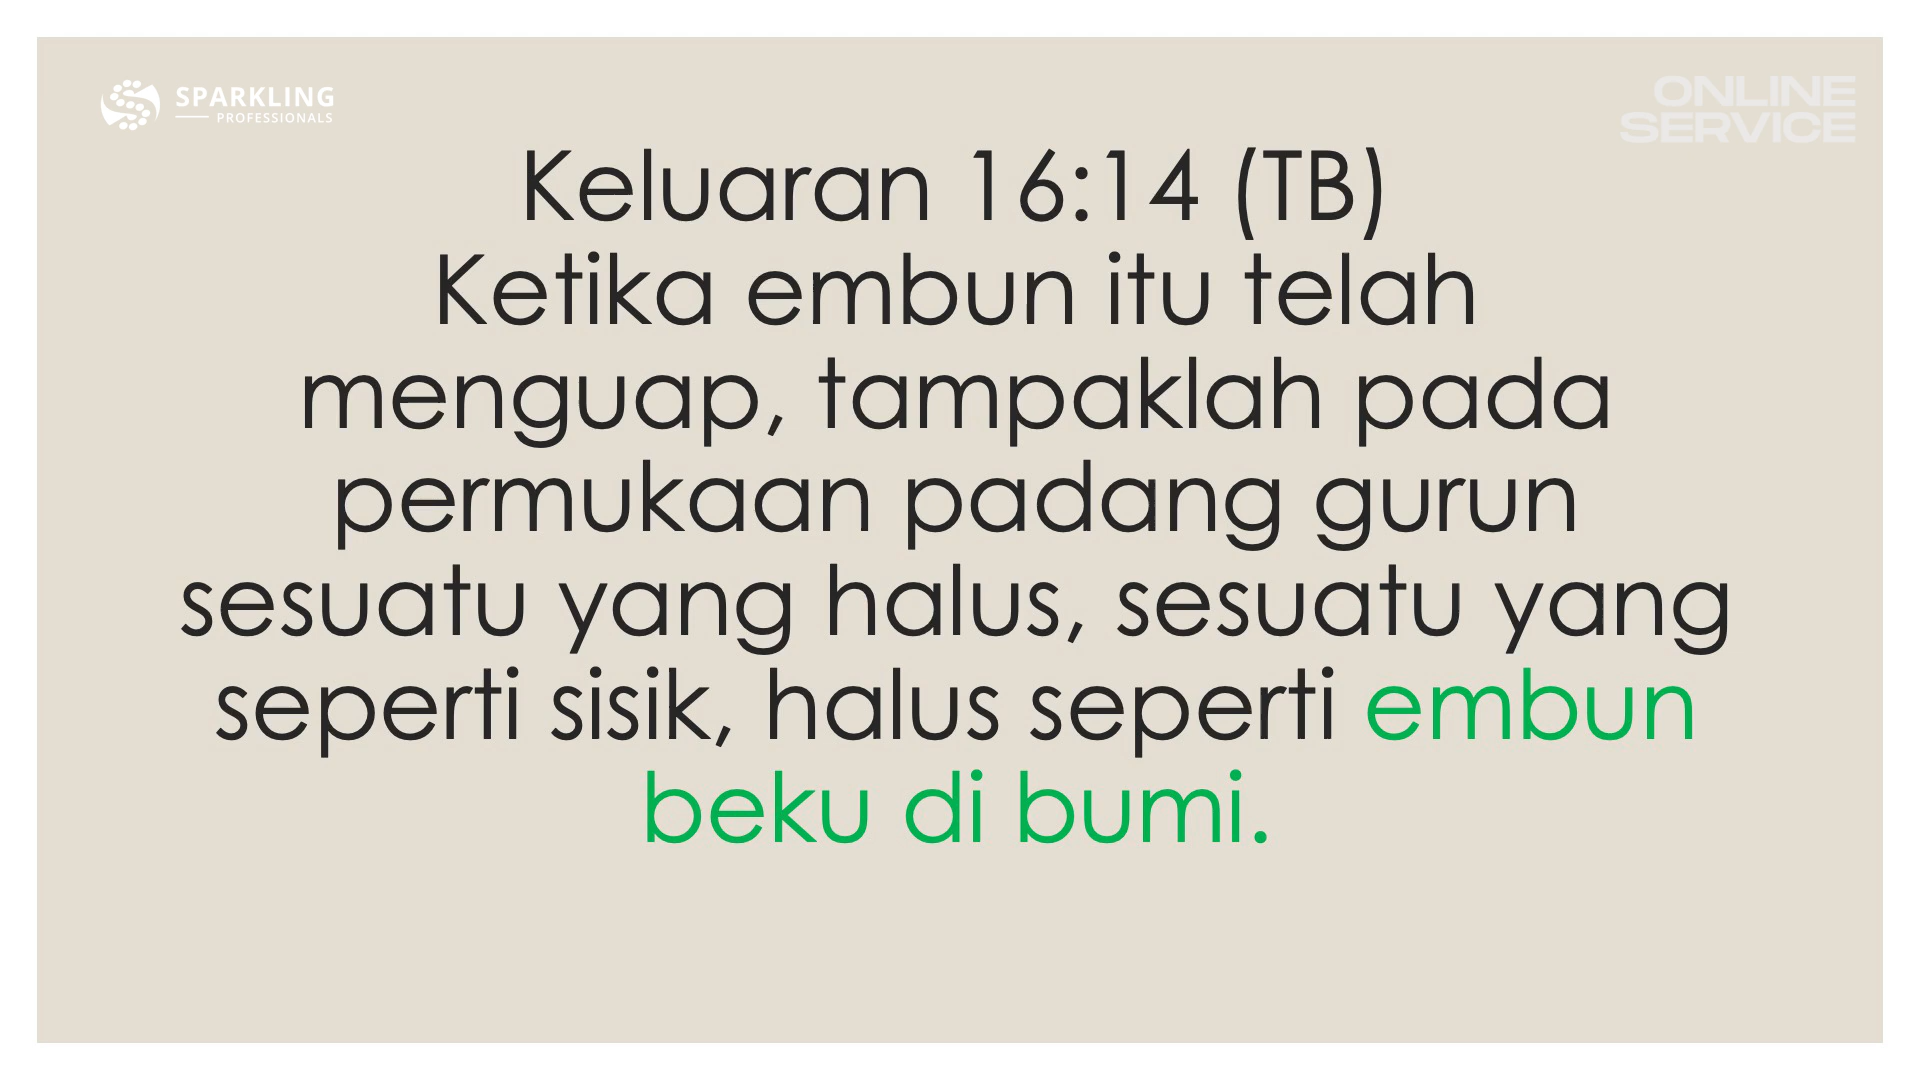 SPARKLING
PROFESSIONALS
ONLINE
SERVICE
Keluaran 16:14 (TB)
Ketika embun itu telah
menguap, tampaklah pada
permukaan padang gurun
sesuatu yang halus, sesuatu yang
seperti sisik, halus seperti embun
beku di bumi.